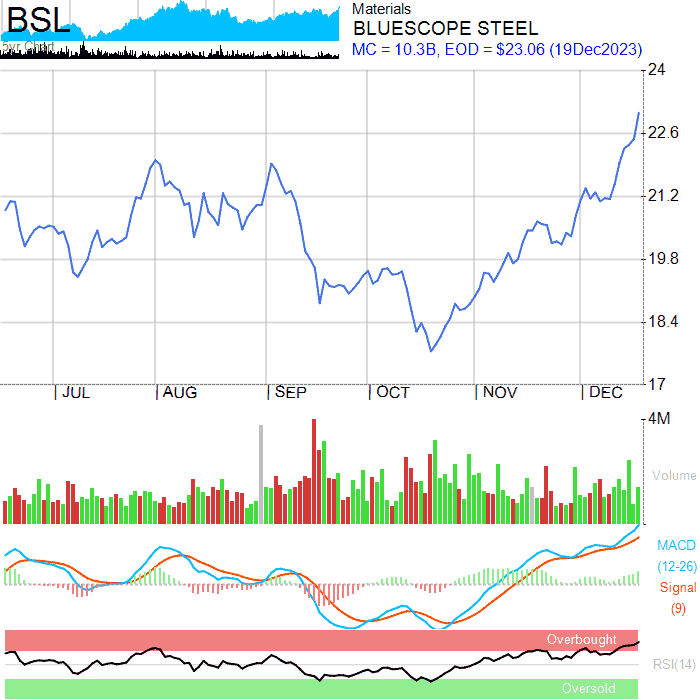 BSL
5yr Chart
Materials
BLUESCOPE STEEL
MC = 10.3B, EOD = $23.06 (19Dec2023)
24
22.6
21.2
19.8
18.4
17
JUL AUG SEP OCT NOV DEC
4M
Volume
MACD
(12-26)
Signal
(9)
Overbought
RSI(14)
Oversold